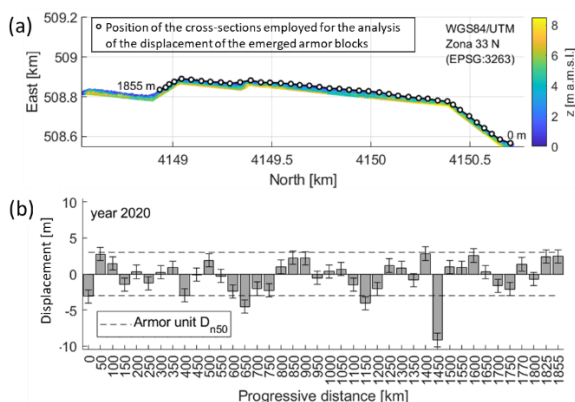 (a)
509.2
509
508.8
508.6
East [km]
Position of the cross-sections employed for the analysis
of the displacement of the emerged armor blocks
WGS84/UTM
Zona 33 N
(EPSG:3263)
1855 m
0 m
4149
4149.5
4150
4150.5
North [km]
8
6
4
2
0
z [m a.m.s.l.]
(b)
year 2020
10
5
0
-5
-10
Displacement [m]
Armor unit Dn50
0 50 100 150 200 250 300 350 400 450 500 550 600 650 700 750 800 850 900 950 1000 1050 1100 1150 1200 1250 1300 1350 1400 1450 1500 1550 1600 1650 1700 1750 1770 1800 1825 1855
Progressive distance [km]